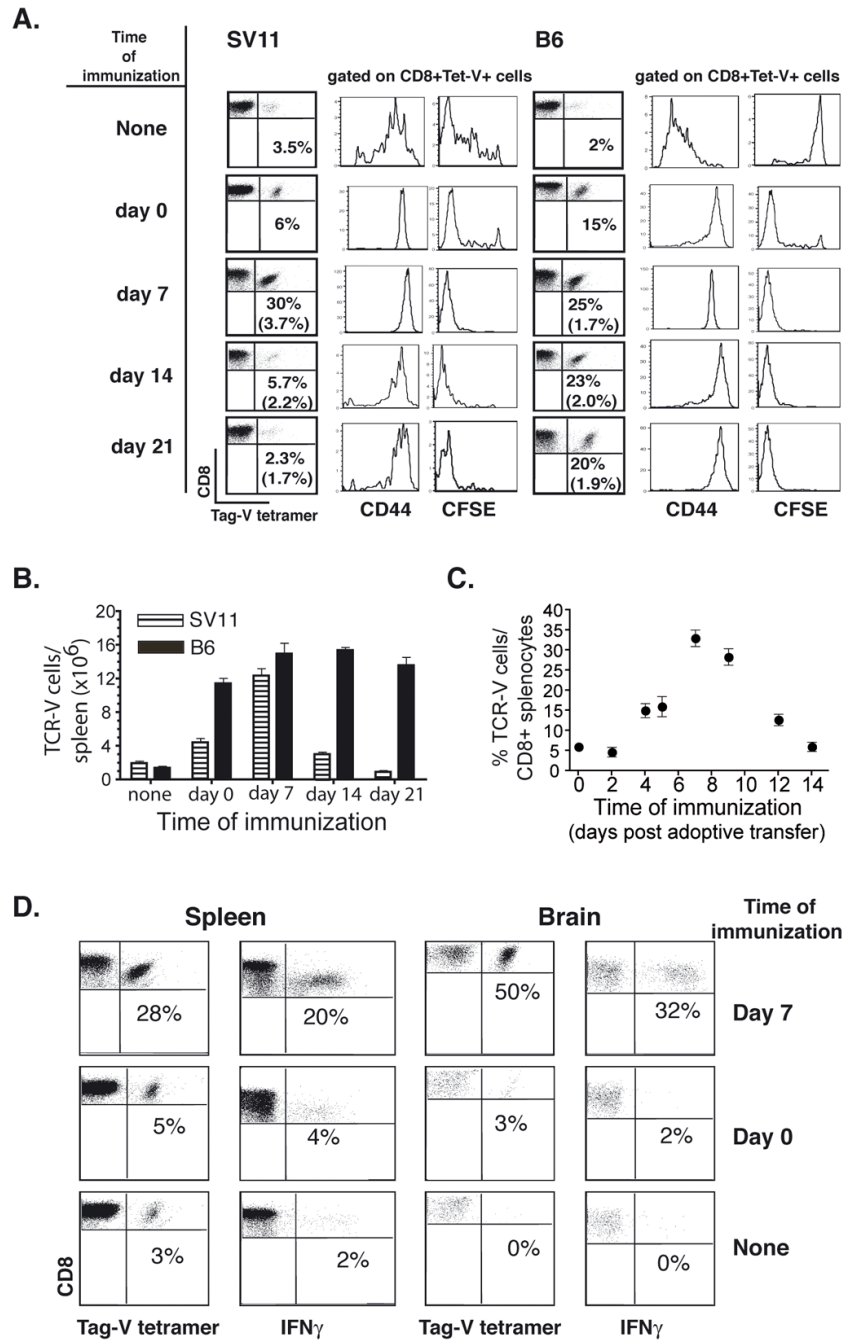 A.
Time
of
immunization
SV11
B6
gated on CD8+Tet-V+ cells
gated on CD8+Tet-V+ cells
None
3.5%
2%
day 0
6%
15%
day 7
30%
(3.7%)
25%
(1.7%)
day 14
5.7%
(2.2%)
23%
(2.0%)
day 21
2.3%
(1.7%)
20%
(1.9%)
CD8
Tag-V tetramer
CD44
CFSE
CD44
CFSE
B.
TCR-V cells/
spleen (x10⁶)
20
16
12
8
4
0
SV11
B6
none
day 0
day 7
day 14
day 21
Time of immunization
C.
% TCR-V cells/
CD8+ splenocytes
40
35
30
25
20
15
10
5
0
0 2 4 6 8 10 12 14
Time of immunization
(days post adoptive transfer)
D.
Spleen
Brain
Time of
immunization
28%
20%
50%
32%
Day 7
5%
4%
3%
2%
Day 0
3%
2%
0%
0%
None
CD8
Tag-V tetramer
IFNγ
Tag-V tetramer
IFNγ